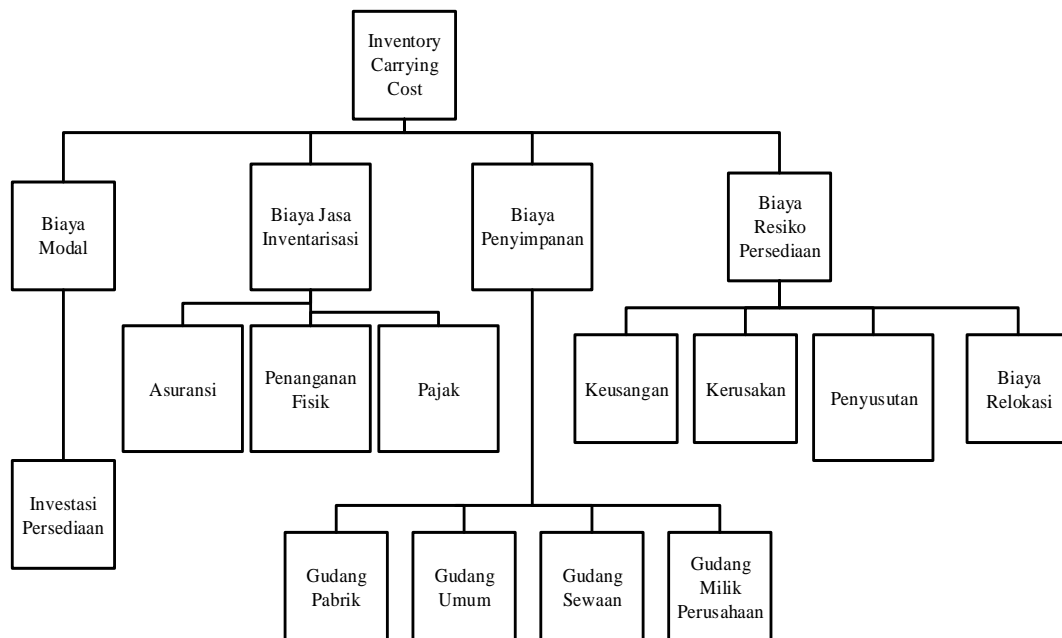 Inventory
Carrying
Cost
Biaya
Modal
Biaya Jasa
Inventarisasi
Biaya
Penyimpanan
Biaya
Resiko
Persediaan
Asuransi
Penanganan
Fisik
Pajak
Keusangan
Kerusakan
Penyusutan
Biaya
Relokasi
Investasi
Persediaan
Gudang
Pabrik
Gudang
Umum
Gudang
Sewaan
Gudang
Milik
Perusahaan